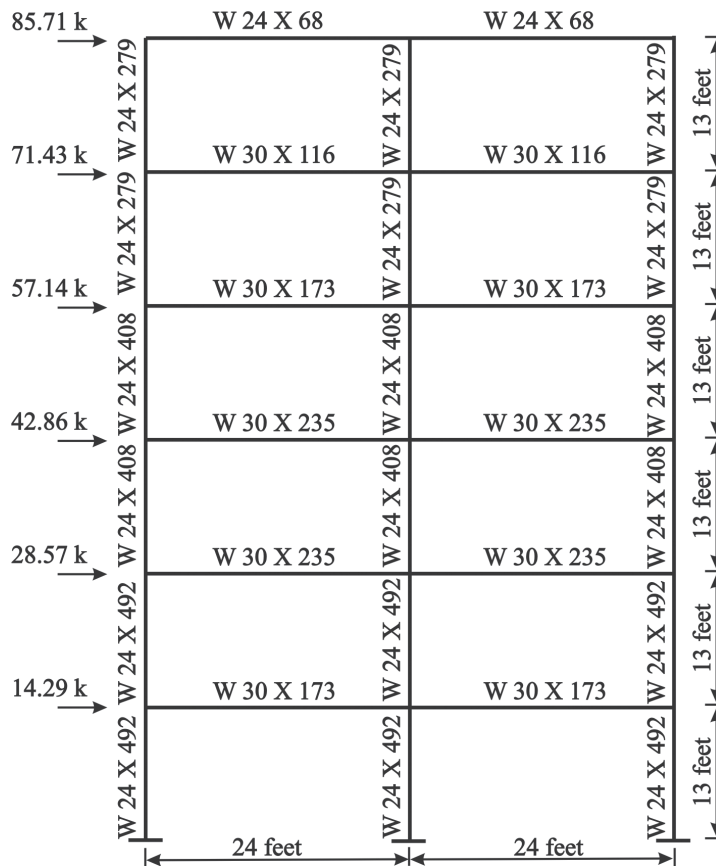 85.71 k
W 24 X 68
W 24 X 68
W 24 X 279
W 24 X 279
W 24 X 279
13 feet
71.43 k
W 30 X 116
W 30 X 116
W 24 X 279
W 24 X 279
W 24 X 279
13 feet
57.14 k
W 30 X 173
W 30 X 173
W 24 X 408
W 24 X 408
W 24 X 408
13 feet
42.86 k
W 30 X 235
W 30 X 235
W 24 X 408
W 24 X 408
W 24 X 408
13 feet
28.57 k
W 30 X 235
W 30 X 235
W 24 X 492
W 24 X 492
W 24 X 492
13 feet
14.29 k
W 30 X 173
W 30 X 173
W 24 X 492
W 24 X 492
W 24 X 492
13 feet
24 feet
24 feet